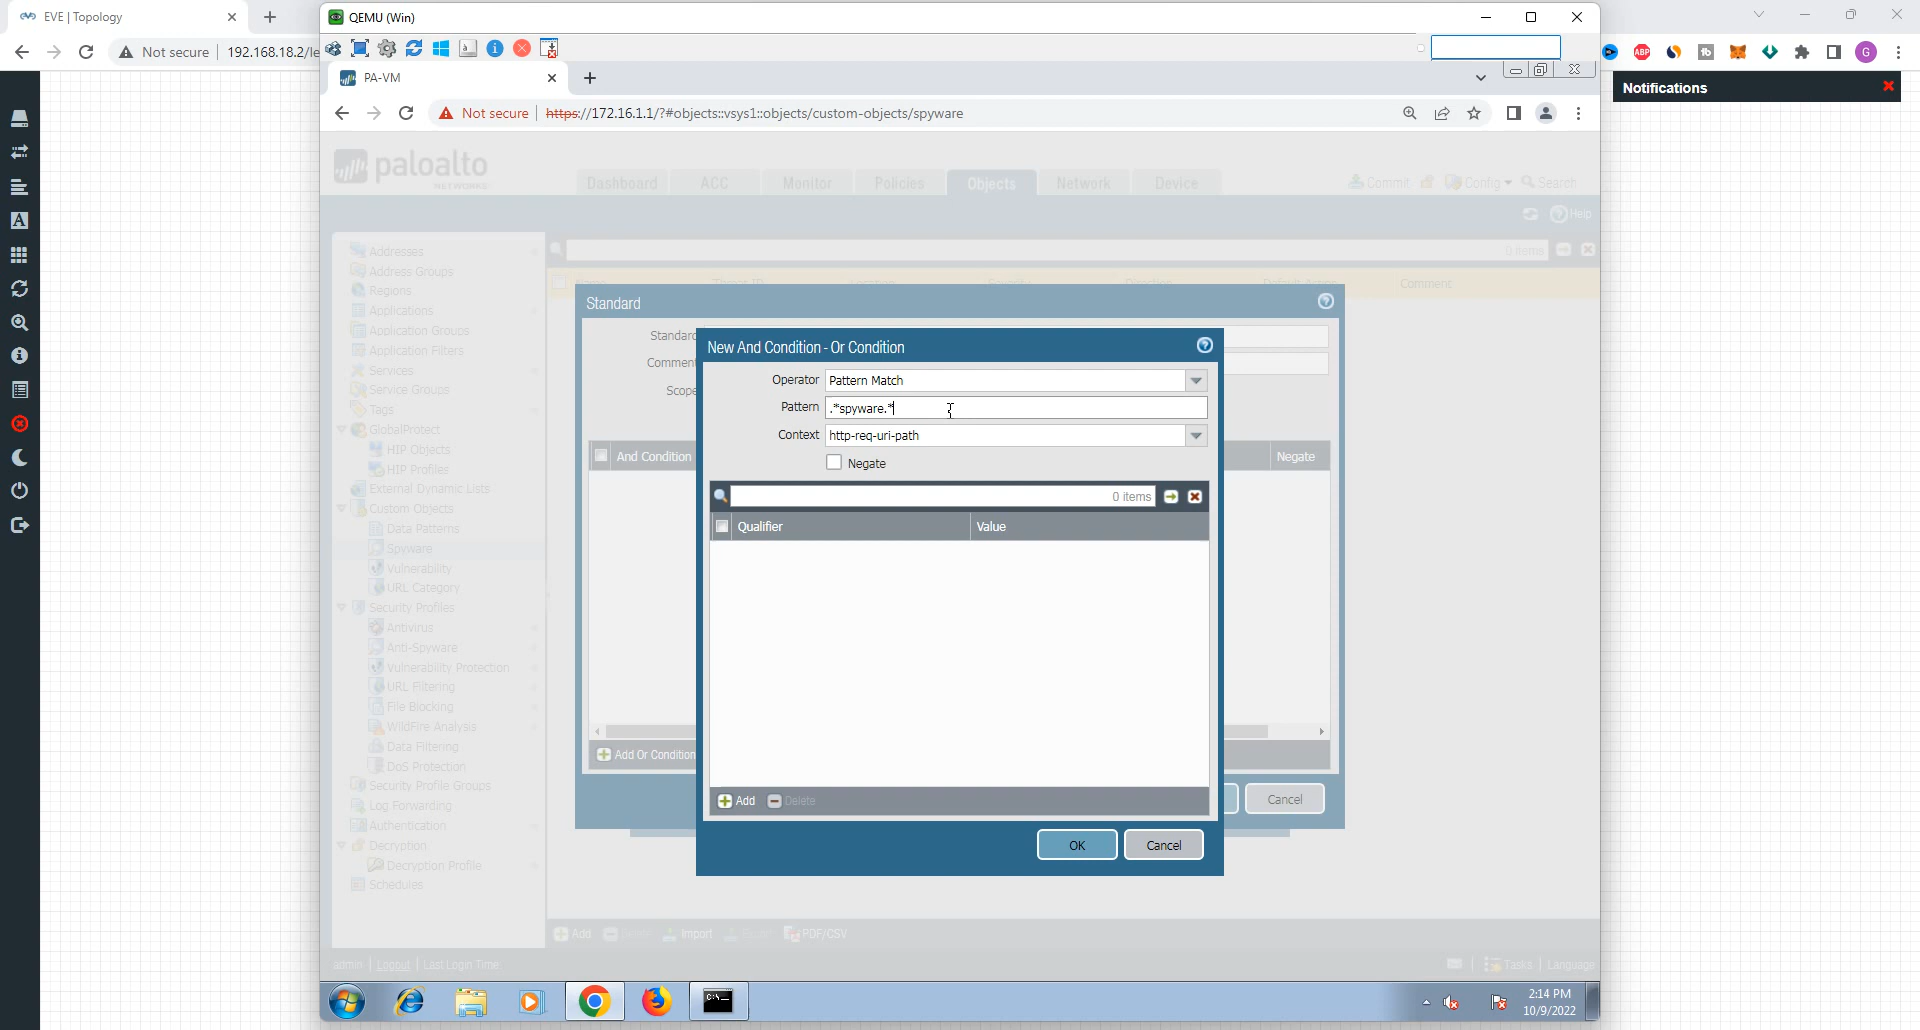 EVE | Topology
QEMU (Win)
Not secure
192.168.18.2/le
ABP
G
Notifications
PA-VM
Not secure
https://172.16.1.1/?#objects::vsys1::objects/custom-objects/spyware
paloalto
NETWORKS
Dashboard
ACC
Monitor
Policies
Objects
Network
Device
Commit
Config
Search
Help
Addresses
Address Groups
Regions
Applications
Application Groups
Application Filters
Services
Service Groups
Tags
GlobalProtect
HIP Objects
HIP Profiles
External Dynamic Lists
Custom Objects
Data Patterns
Spyware
Vulnerability
URL Category
Security Profiles
Antivirus
Anti-Spyware
Vulnerability Protection
URL Filtering
File Blocking
WildFire Analysis
Data Filtering
DoS Protection
Security Profile Groups
Log Forwarding
Authentication
Decryption
Decryption Profile
Schedules
0 items
Comment
Standard
Standard
Comment
Scope
And Condition
Negate
Add Or Condition
Cancel
New And Condition - Or Condition
Operator
Pattern Match
Pattern
.*spyware.*
Context
http-req-uri-path
Negate
0 items
Qualifier
Value
Add
Delete
OK
Cancel
Add
Delete
Import
PDF/CSV
admin
Logout
Last Login Time:
Tasks
Language
C:\
2:14 PM
10/9/2022